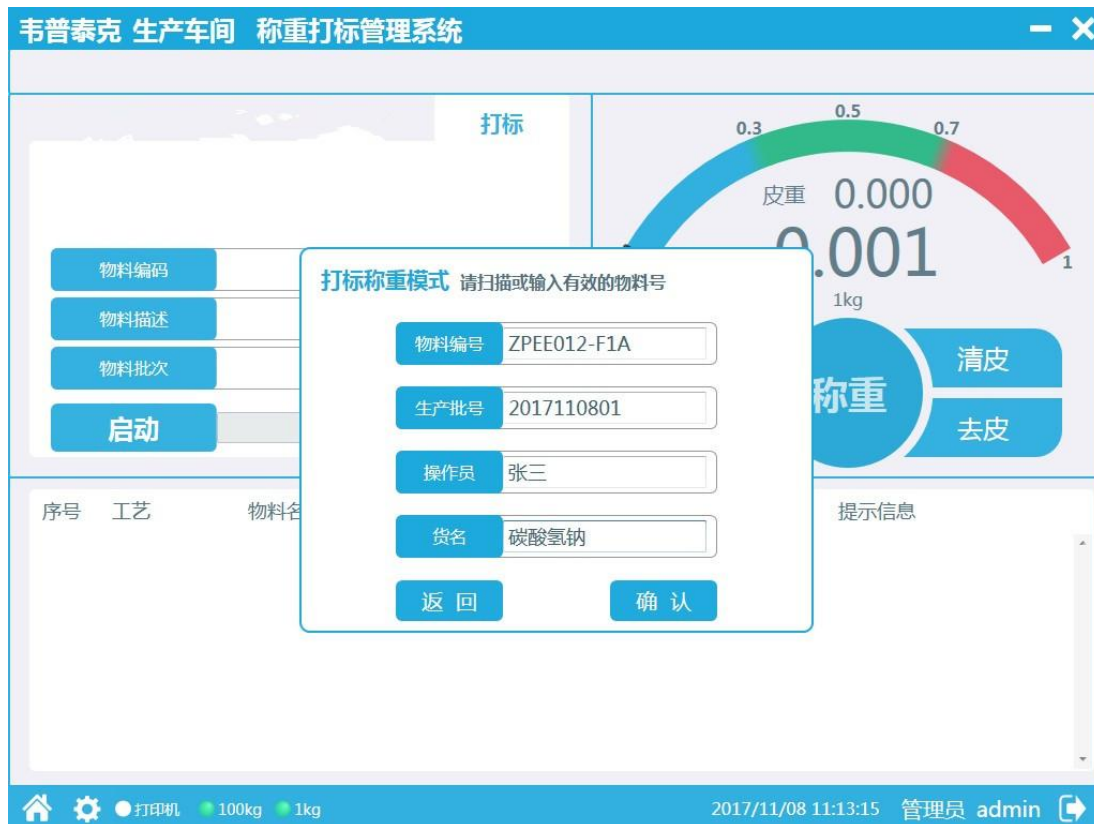 韦普泰克 生产车间 称重打标管理系统
打标
0.3
0.5
0.7
1
皮重 0.000
0.001
1kg
物料编码
物料描述
物料批次
启动
称重
清皮
去皮
打标称重模式 请扫描或输入有效的物料号
物料编号 ZPEE012-F1A
生产批号 2017110801
操作员 张三
货名 碳酸氢钠
返 回 确 认
序号 工艺 物料名 提示信息
打印机 100kg 1kg 2017/11/08 11:13:15 管理员 admin